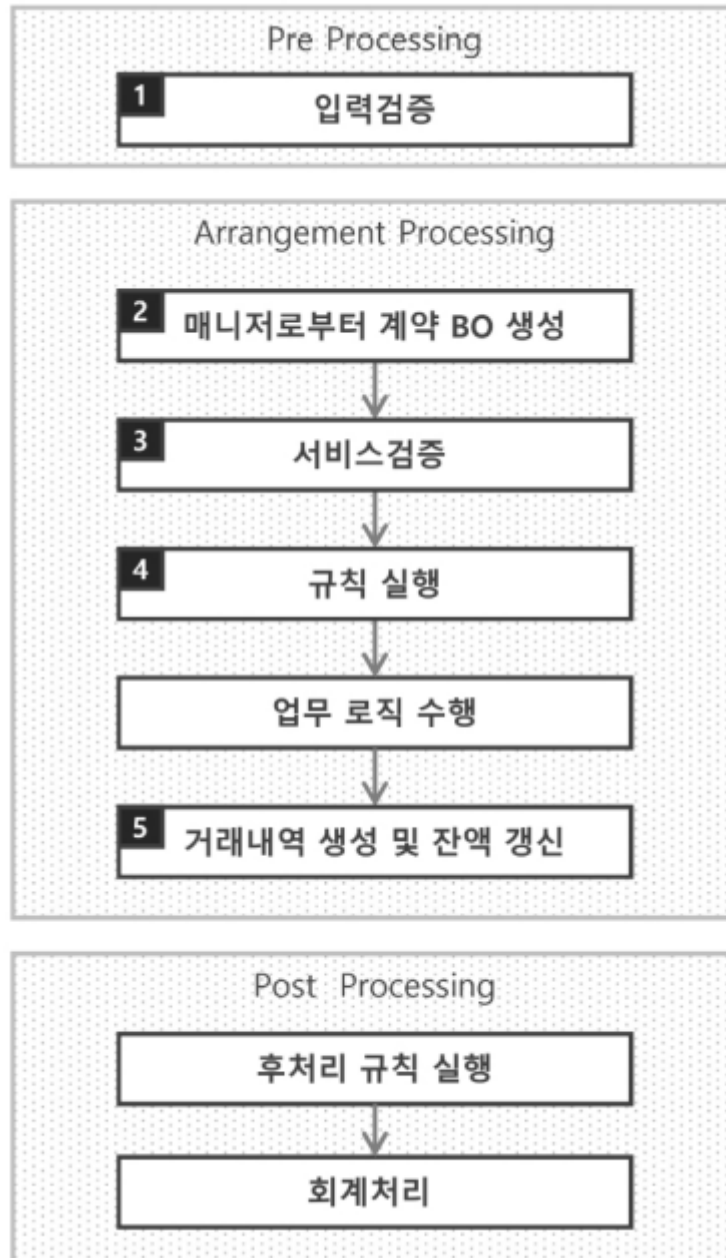 Pre Processing
1
입력검증
Arrangement Processing
2
매니저로부터 계약 BO 생성
3
서비스검증
4
규칙 실행
업무 로직 수행
5
거래내역 생성 및 잔액 갱신
Post Processing
후처리 규칙 실행
회계처리